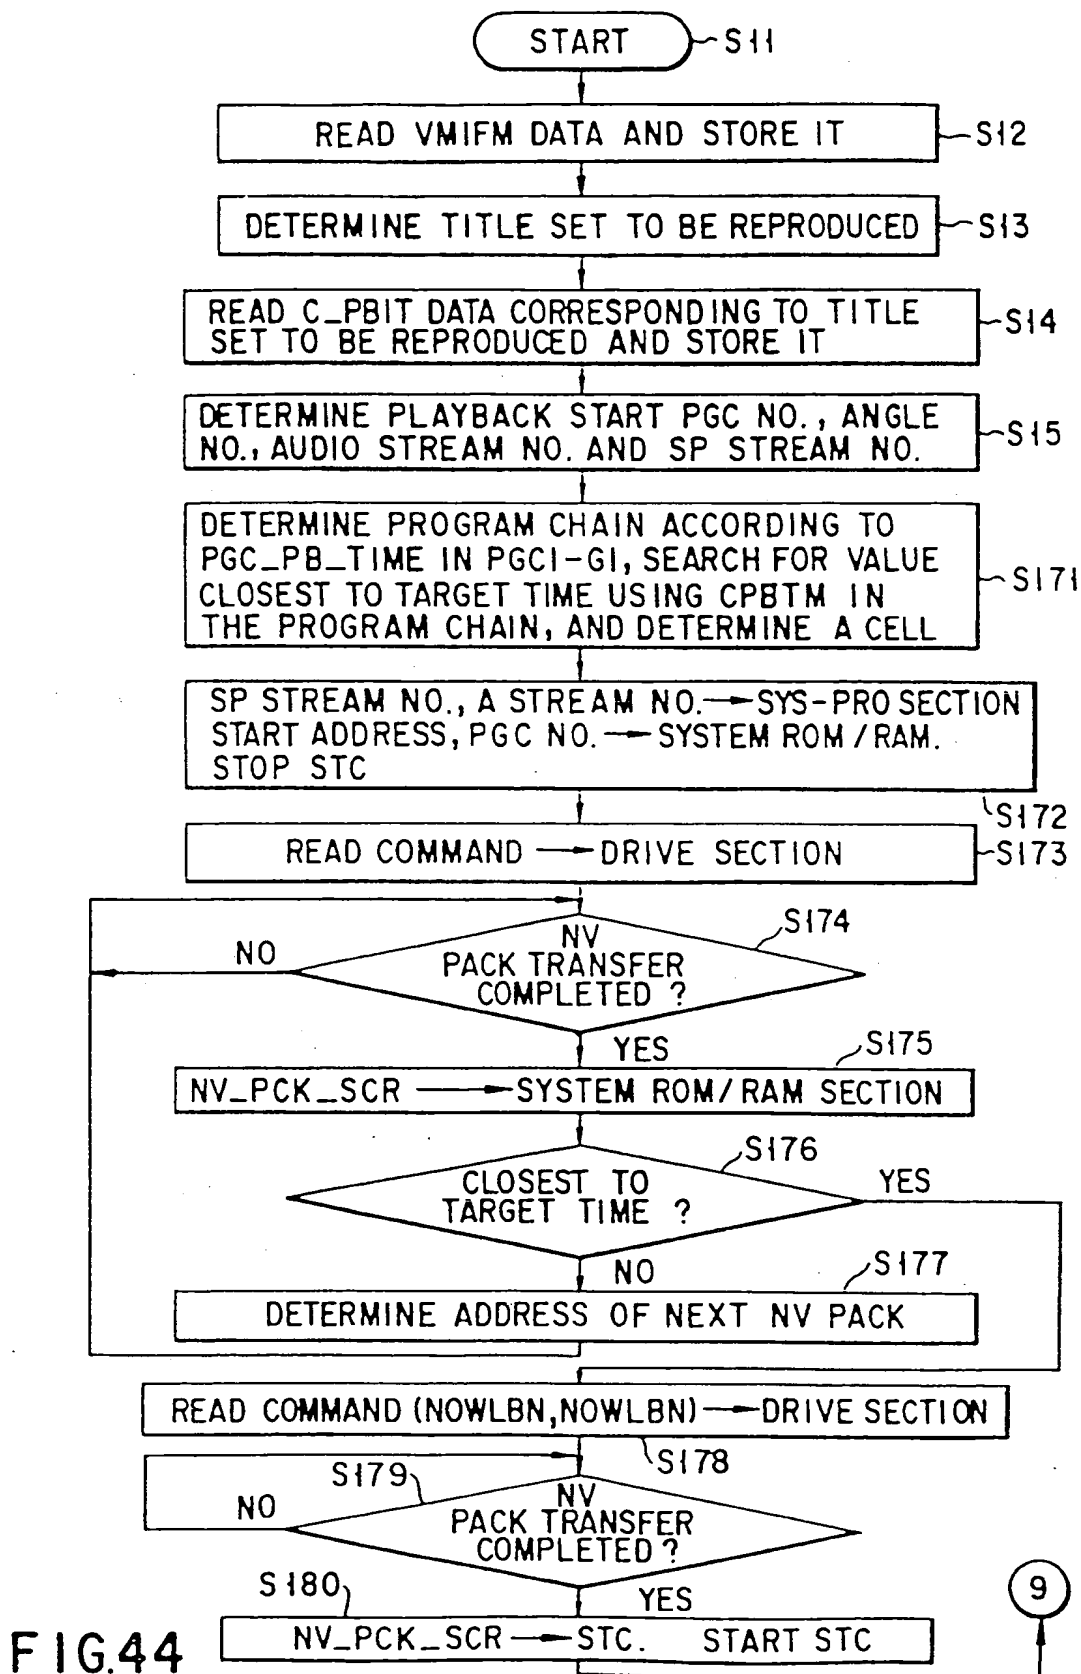 START
S11
READ VMIFM DATA AND STORE IT
S12
DETERMINE TITLE SET TO BE REPRODUCED
S13
READ C_PBIT DATA CORRESPONDING TO TITLE
SET TO BE REPRODUCED AND STORE IT
S14
DETERMINE PLAYBACK START PGC NO., ANGLE
NO., AUDIO STREAM NO. AND SP STREAM NO.
S15
DETERMINE PROGRAM CHAIN ACCORDING TO
PGC_PB_TIME IN PGCI-GI, SEARCH FOR VALUE
CLOSEST TO TARGET TIME USING CPBTM IN
THE PROGRAM CHAIN, AND DETERMINE A CELL
S171
SP STREAM NO., A STREAM NO.→SYS-PRO SECTION
START ADDRESS, PGC NO.→SYSTEM ROM/RAM.
STOP STC
S172
READ COMMAND → DRIVE SECTION
S173
S174
NO
NV
PACK TRANSFER
COMPLETED ?
YES
S175
NV_PCK_SCR → SYSTEM ROM/RAM SECTION
S176
CLOSEST TO
TARGET TIME ?
YES
NO
S177
DETERMINE ADDRESS OF NEXT NV PACK
READ COMMAND (NOWLBN,NOWLBN)→DRIVE SECTION
S178
S179
NO
NV
PACK TRANSFER
COMPLETED ?
YES
S180
NV_PCK_SCR→STC. START STC
9
FIG.44